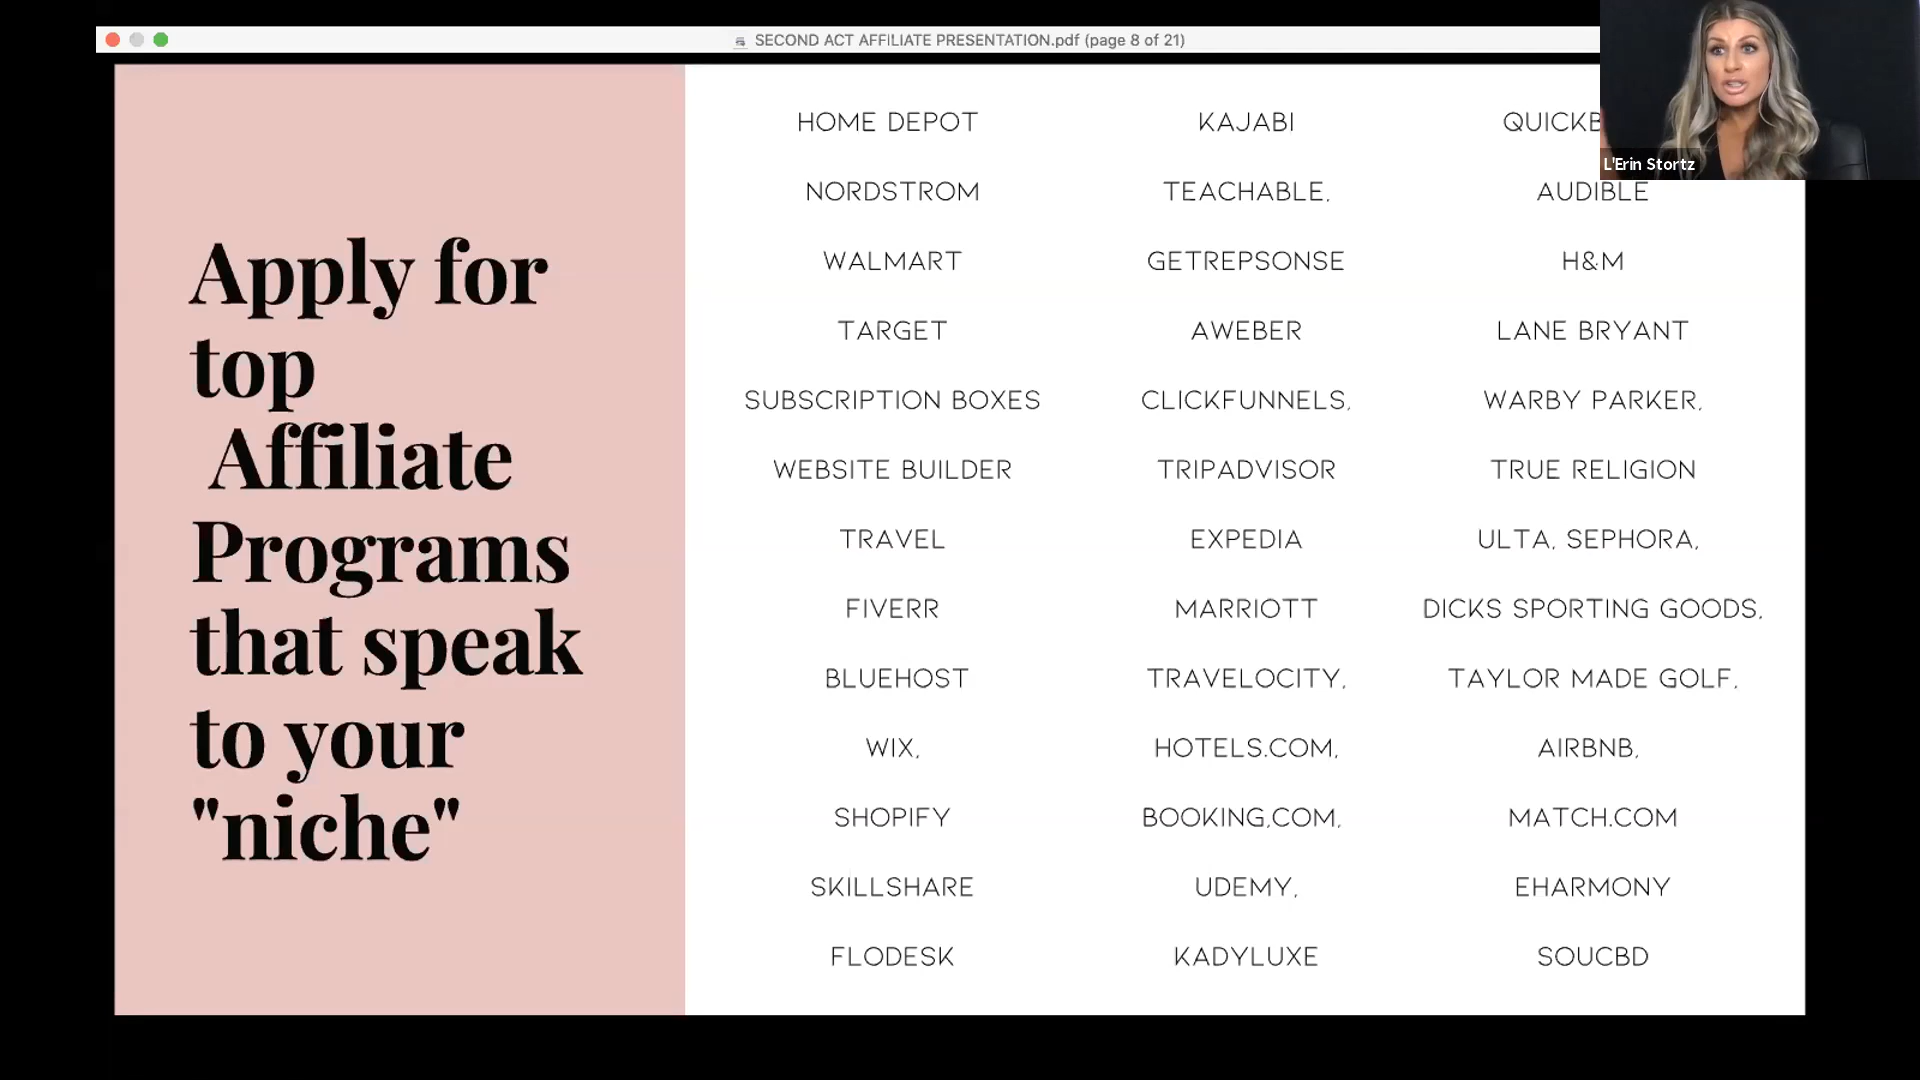 SECOND ACT AFFILIATE PRESENTATION.pdf (page 8 of 21)
L'Erin Stortz
Apply for
top
Affiliate
Programs
that speak
to your
"niche"
HOME DEPOT
NORDSTROM
WALMART
TARGET
SUBSCRIPTION BOXES
WEBSITE BUILDER
TRAVEL
FIVERR
BLUEHOST
WIX,
SHOPIFY
SKILLSHARE
FLODESK
KAJABI
TEACHABLE,
GETREPSONSE
AWEBER
CLICKFUNNELS,
TRIPADVISOR
EXPEDIA
MARRIOTT
TRAVELOCITY,
HOTELS.COM,
BOOKING,COM,
UDEMY,
KADYLUXE
AUDIBLE
H&M
LANE BRYANT
WARBY PARKER,
TRUE RELIGION
ULTA, SEPHORA,
DICKS SPORTING GOODS,
TAYLOR MADE GOLF,
AIRBNB,
MATCH.COM
EHARMONY
SOUCBD